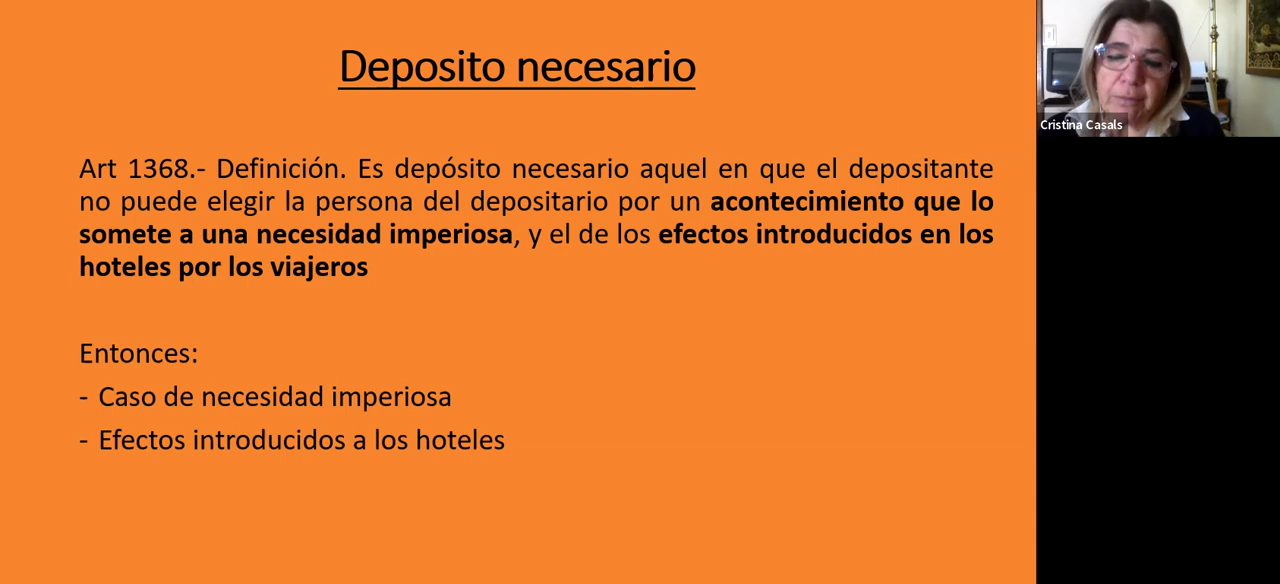 Deposito necesario
Art 1368.- Definición. Es depósito necesario aquel en que el depositante
no puede elegir la persona del depositario por un acontecimiento que lo
somete a una necesidad imperiosa, y el de los efectos introducidos en los
hoteles por los viajeros
Entonces:
- Caso de necesidad imperiosa
- Efectos introducidos a los hoteles
Cristina Casals